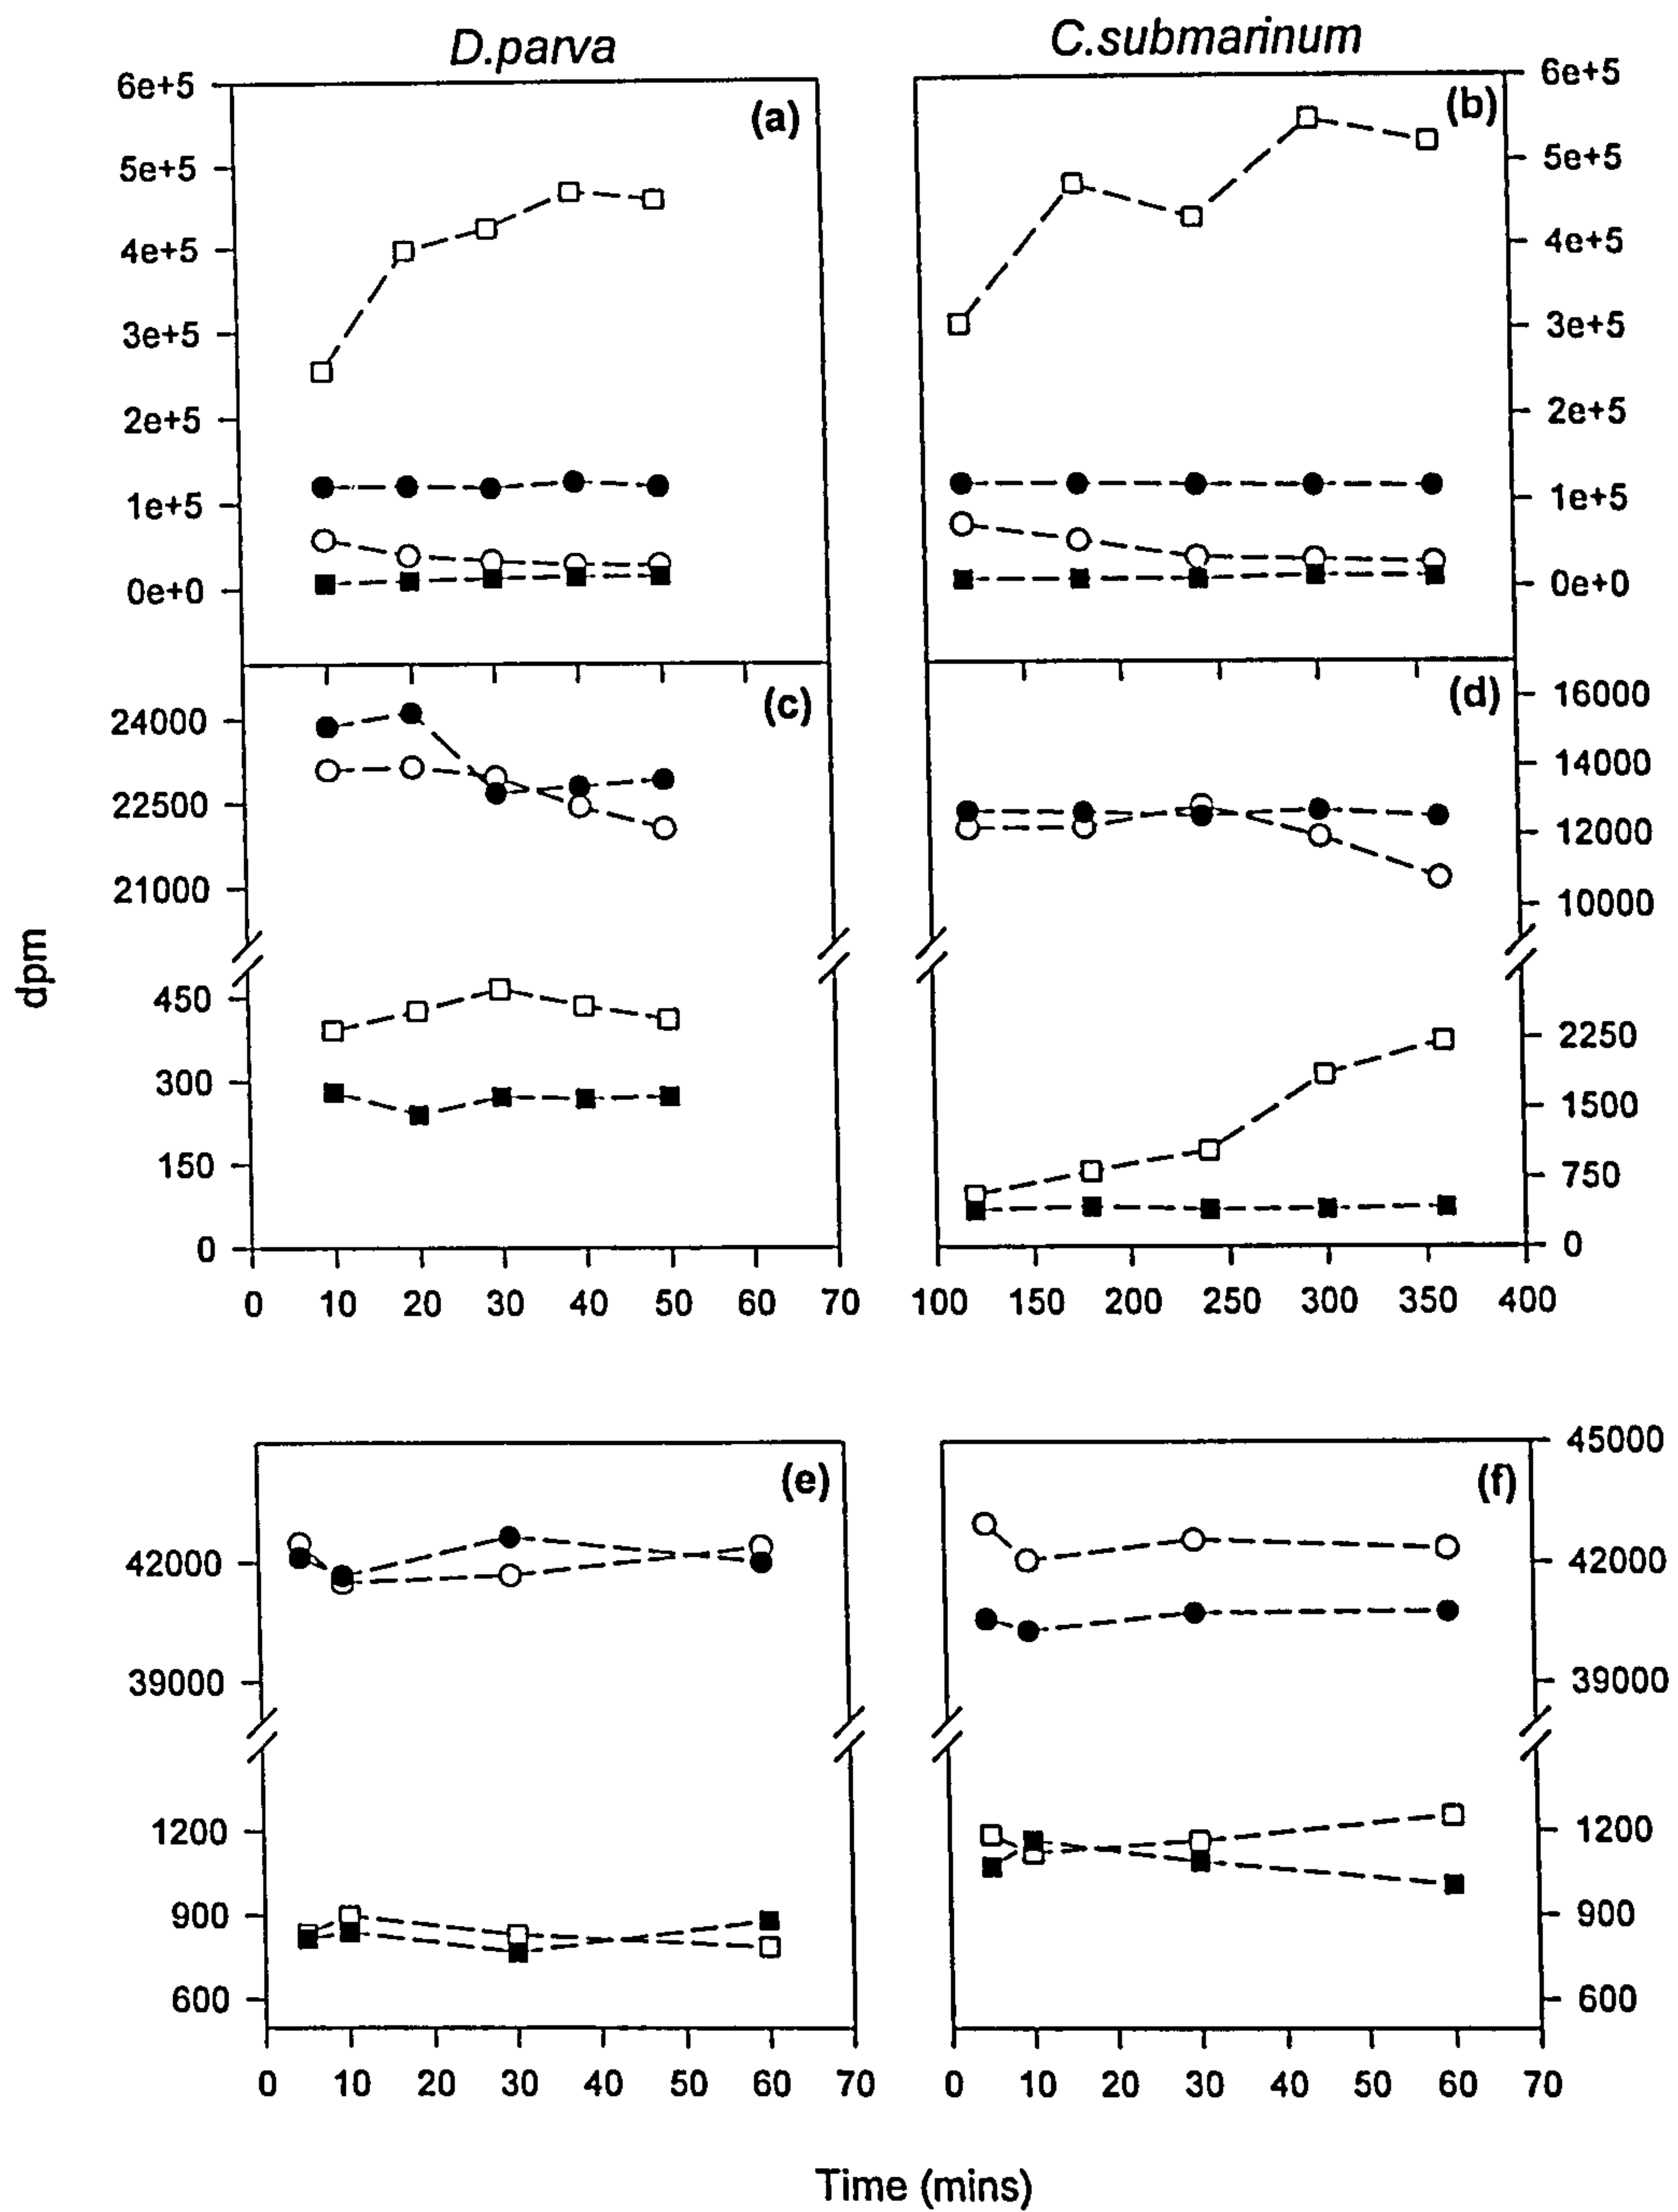 D.parva
C.submarinum
6e+5
5e+5
4e+5
3e+5
2e+5
1e+5
0e+0
(a)
(b)
6e+5
5e+5
4e+5
3e+5
2e+5
1e+5
0e+0
24000
22500
21000
450
300
150
0
(c)
(d)
16000
14000
12000
10000
2250
1500
750
0
0 10 20 30 40 50 60 70
100 150 200 250 300 350 400
dpm
42000
39000
1200
900
600
(e)
(f)
45000
42000
39000
1200
900
600
0 10 20 30 40 50 60 70
0 10 20 30 40 50 60 70
Time (mins)